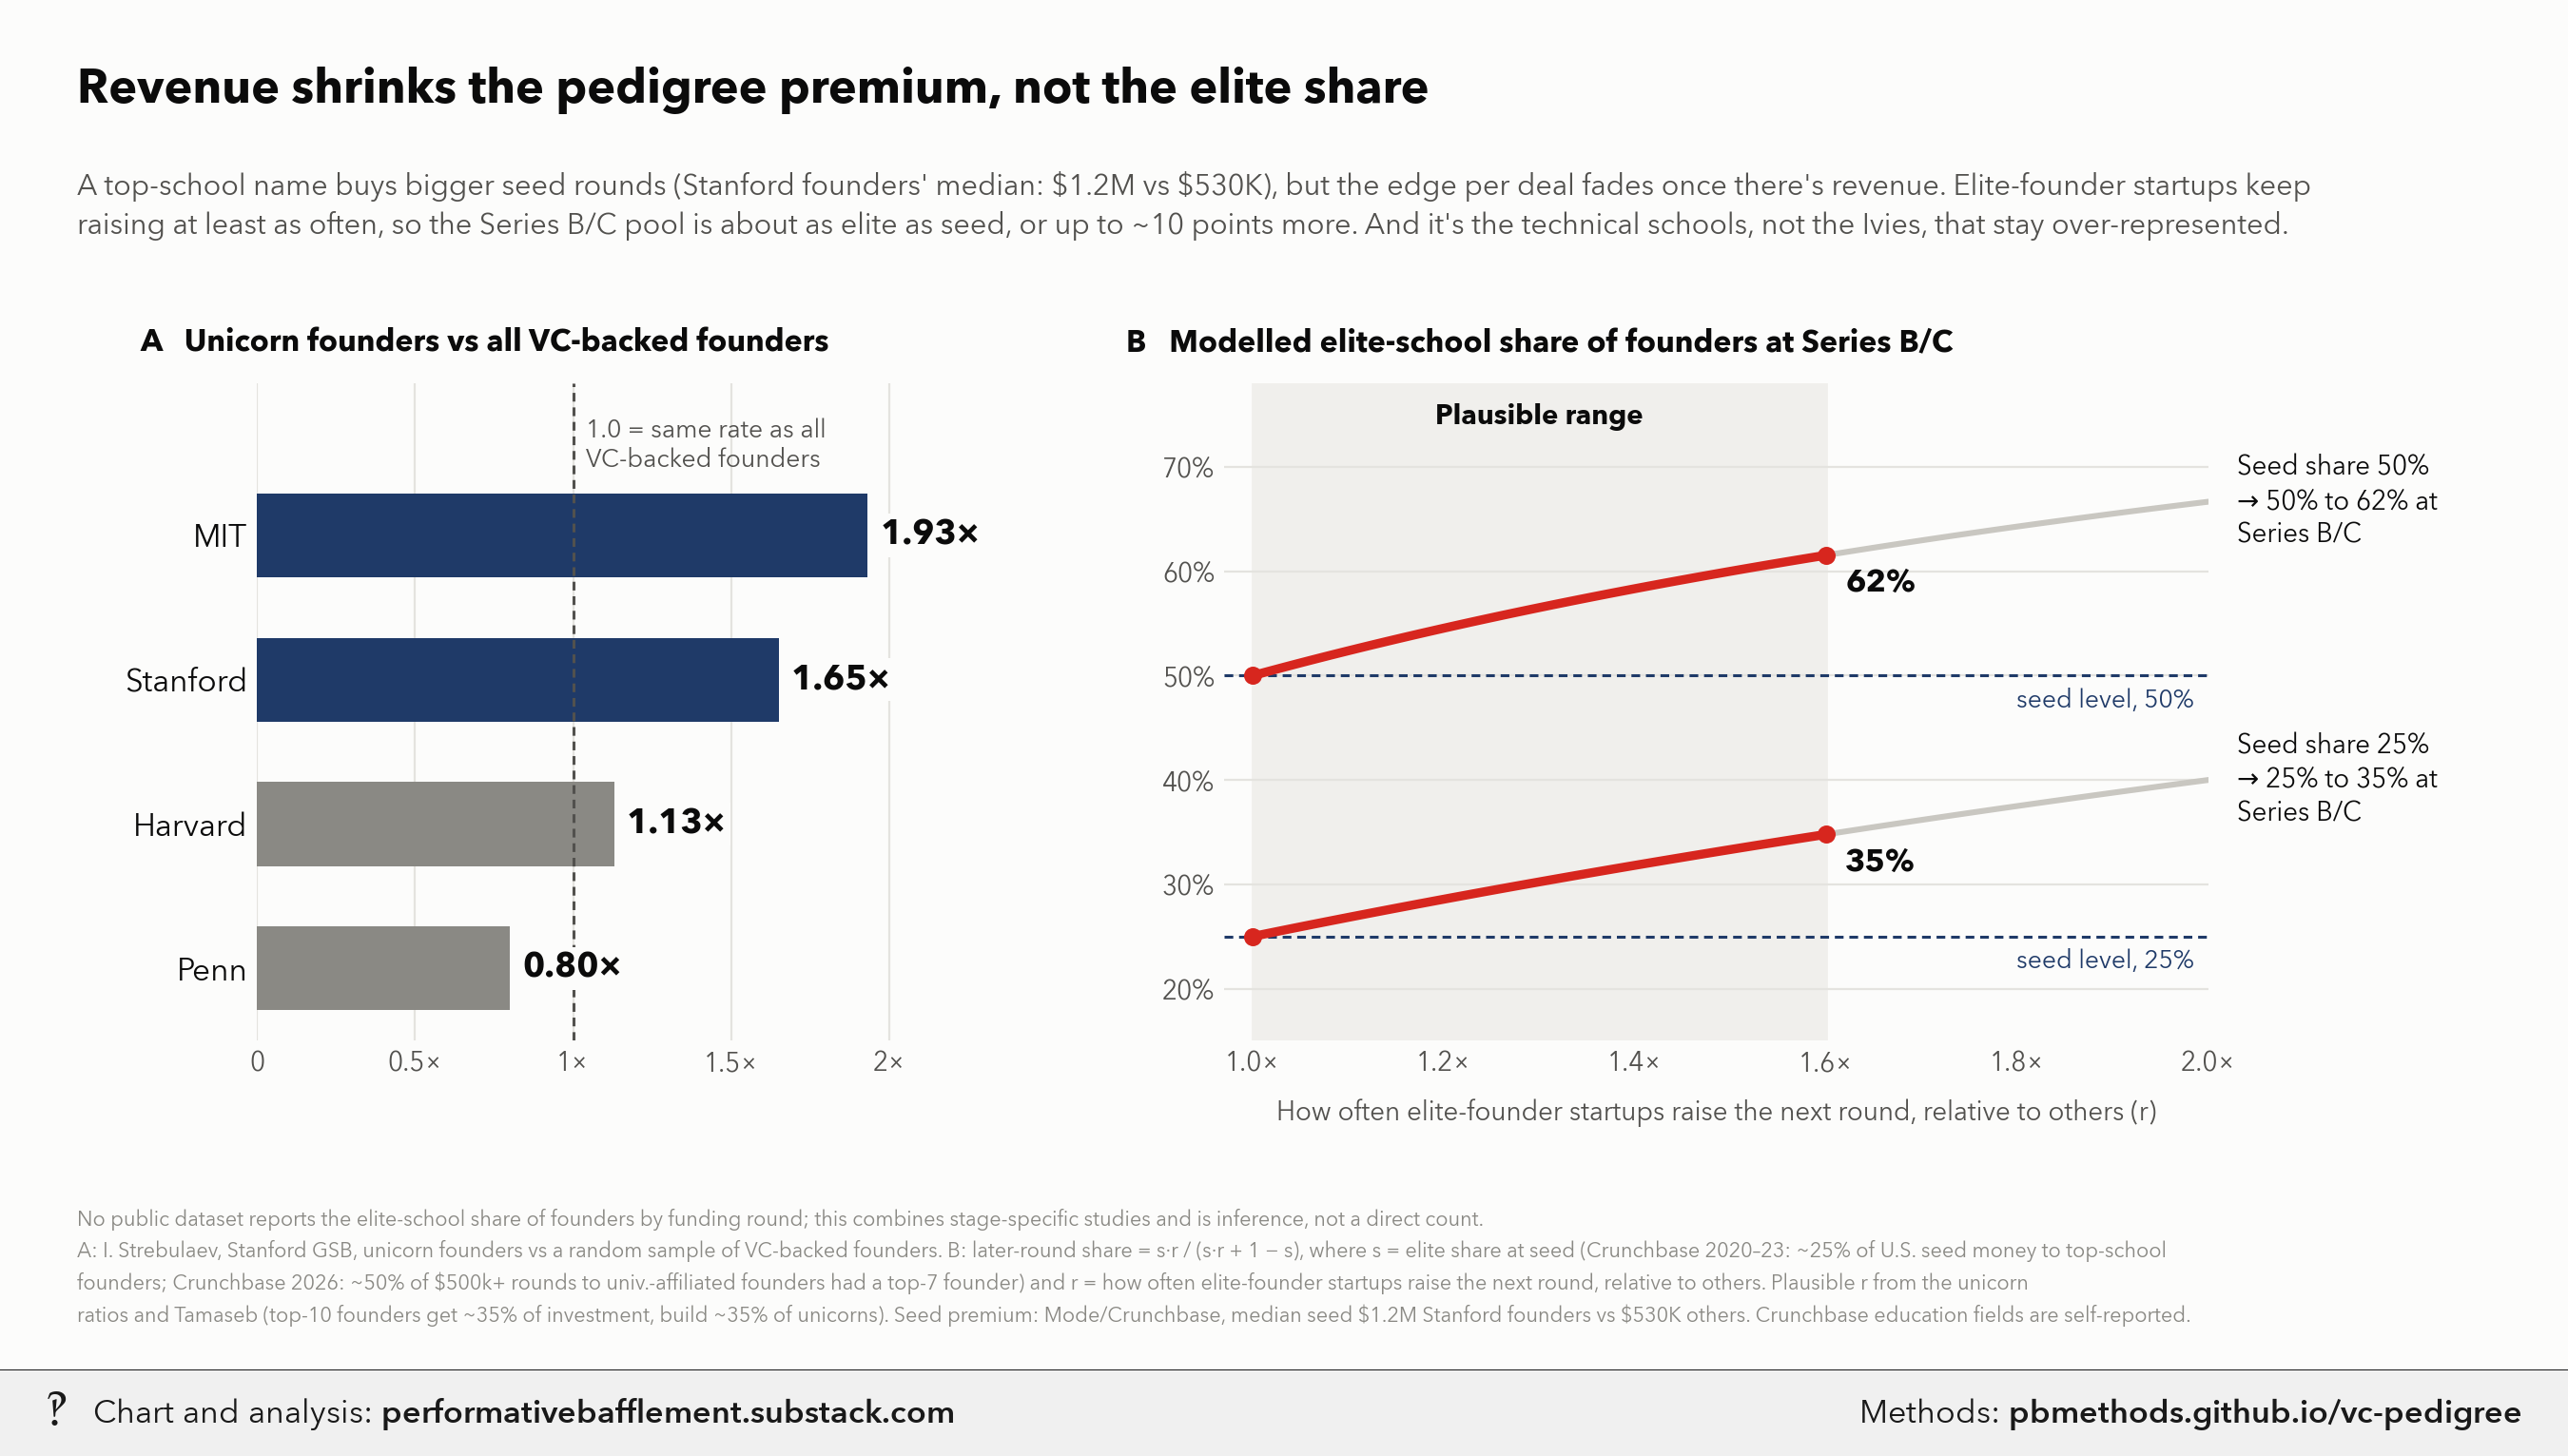 Revenue shrinks the pedigree premium, not the elite share
A top-school name buys bigger seed rounds (Stanford founders' median: $1.2M vs $530K), but the edge per deal fades once there's revenue. Elite-founder startups keep
raising at least as often, so the Series B/C pool is about as elite as seed, or up to ~10 points more. And it's the technical schools, not the Ivies, that stay over-represented.
A Unicorn founders vs all VC-backed founders
1.0 = same rate as all
VC-backed founders
MIT
1.93×
Stanford
1.65×
Harvard
1.13×
Penn
0.80×
0 0.5× 1× 1.5× 2×
B Modelled elite-school share of founders at Series B/C
Plausible range
70%
60%
50%
40%
30%
20%
62%
seed level, 50%
35%
seed level, 25%
Seed share 50%
→ 50% to 62% at
Series B/C
Seed share 25%
→ 25% to 35% at
Series B/C
1.0× 1.2× 1.4× 1.6× 1.8× 2.0×
How often elite-founder startups raise the next round, relative to others (r)
No public dataset reports the elite-school share of founders by funding round; this combines stage-specific studies and is inference, not a direct count.
A: I. Strebulaev, Stanford GSB, unicorn founders vs a random sample of VC-backed founders. B: later-round share = s·r / (s·r + 1 − s), where s = elite share at seed (Crunchbase 2020–23: ~25% of U.S. seed money to top-school
founders; Crunchbase 2026: ~50% of $500k+ rounds to univ.-affiliated founders had a top-7 founder) and r = how often elite-founder startups raise the next round, relative to others. Plausible r from the unicorn
ratios and Tamaseb (top-10 founders get ~35% of investment, build ~35% of unicorns). Seed premium: Mode/Crunchbase, median seed $1.2M Stanford founders vs $530K others. Crunchbase education fields are self-reported.
‽ Chart and analysis: performativebafflement.substack.com
Methods: pbmethods.github.io/vc-pedigree